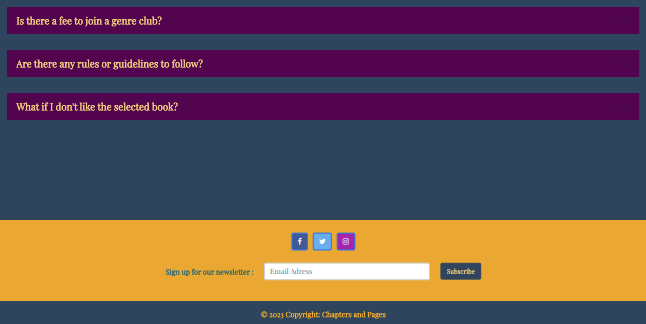 Is there a fee to join a genre club?
Are there any rules or guidelines to follow?
What if I don't like the selected book?
Sign up for our newsletter :
Email Adress
Subscribe
© 2023 Copyright: Chapters and Pages